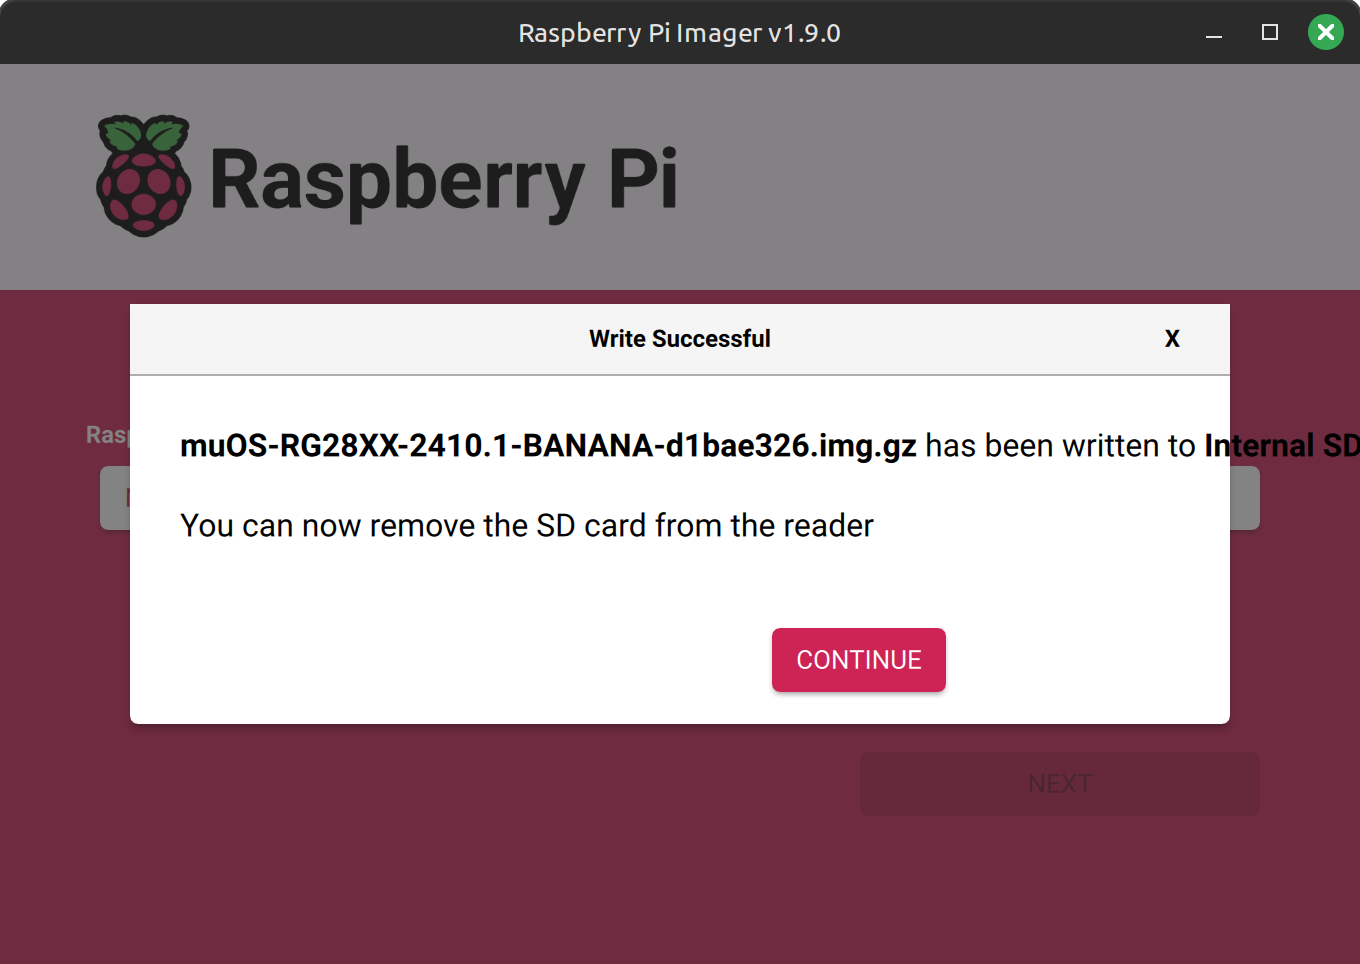 Raspberry Pi Imager v1.9.0
Raspberry Pi
Write Successful
X
Rasp
muOS-RG28XX-2410.1-BANANA-d1bae326.img.gz has been written to Internal SD
You can now remove the SD card from the reader
CONTINUE
NEXT